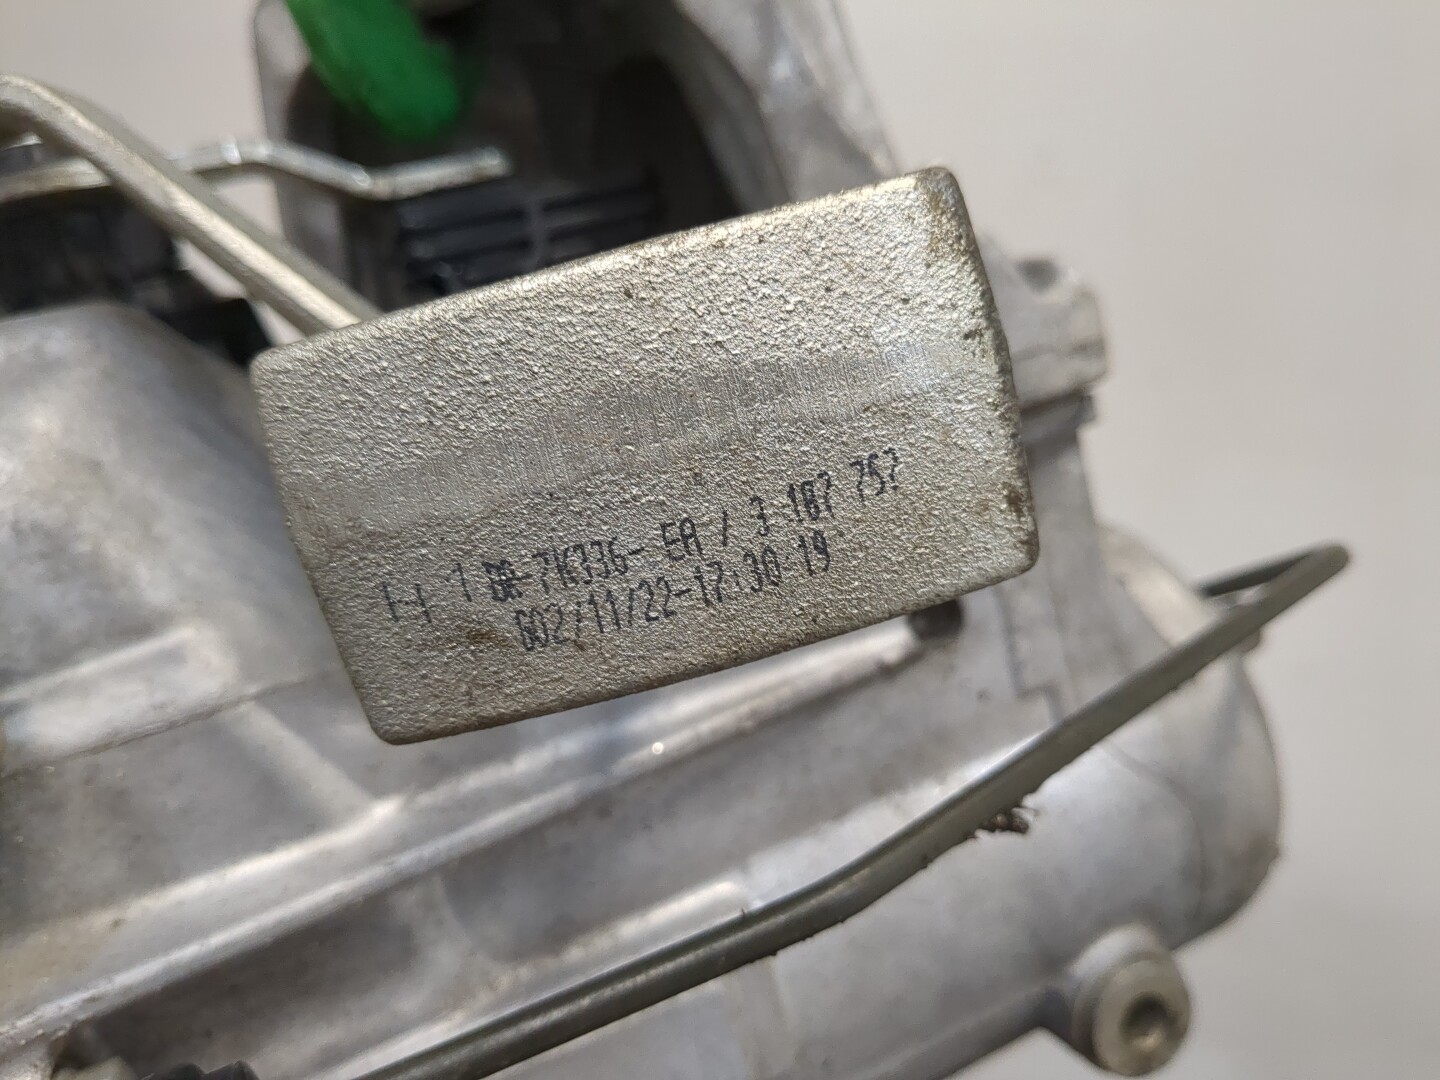 H1BR-7K336-EA / 3 187 757
G02/11/22-17:30:19